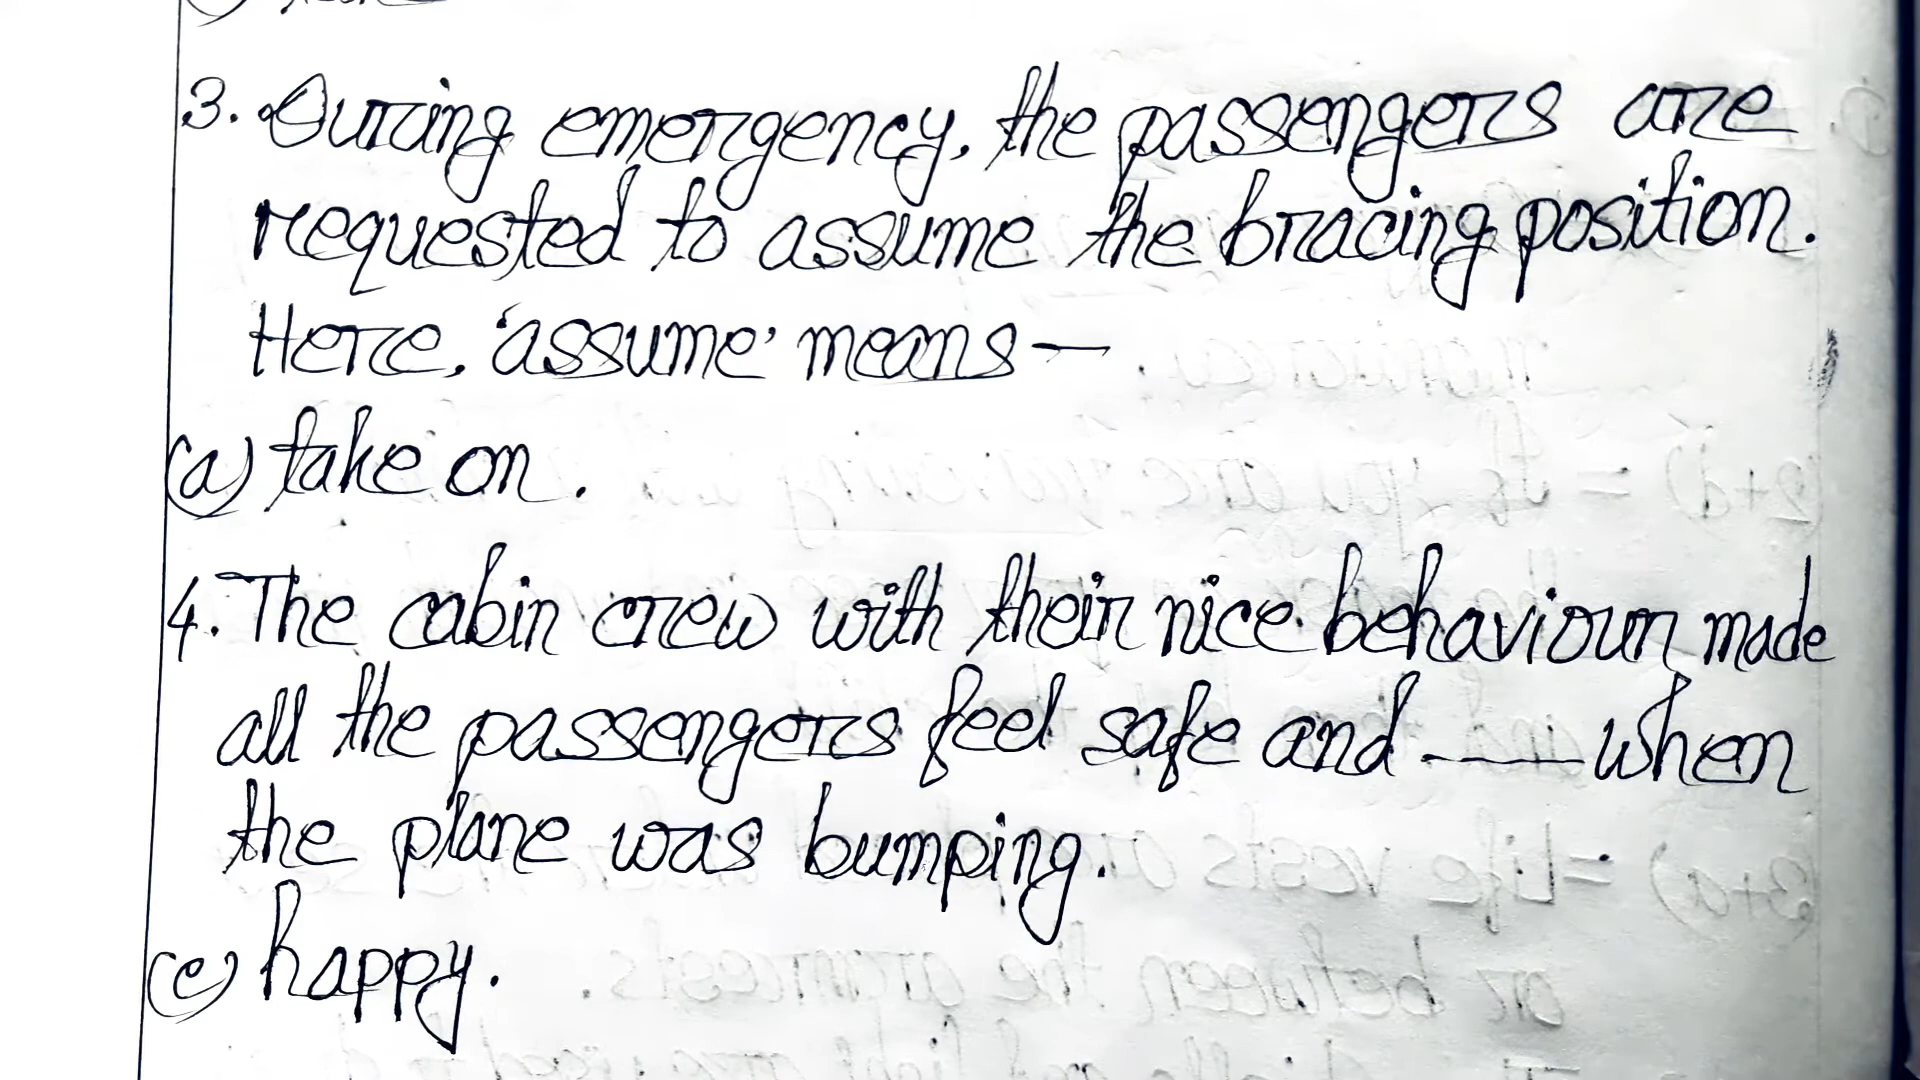 3. During emergency, the passengers are
requested to assume the bracing position.
Here, 'assume' means — .
(a) take on.
4. The cabin crew with their nice behaviour made
all the passengers feel safe and ___ when
the plane was bumping.
(c) happy.